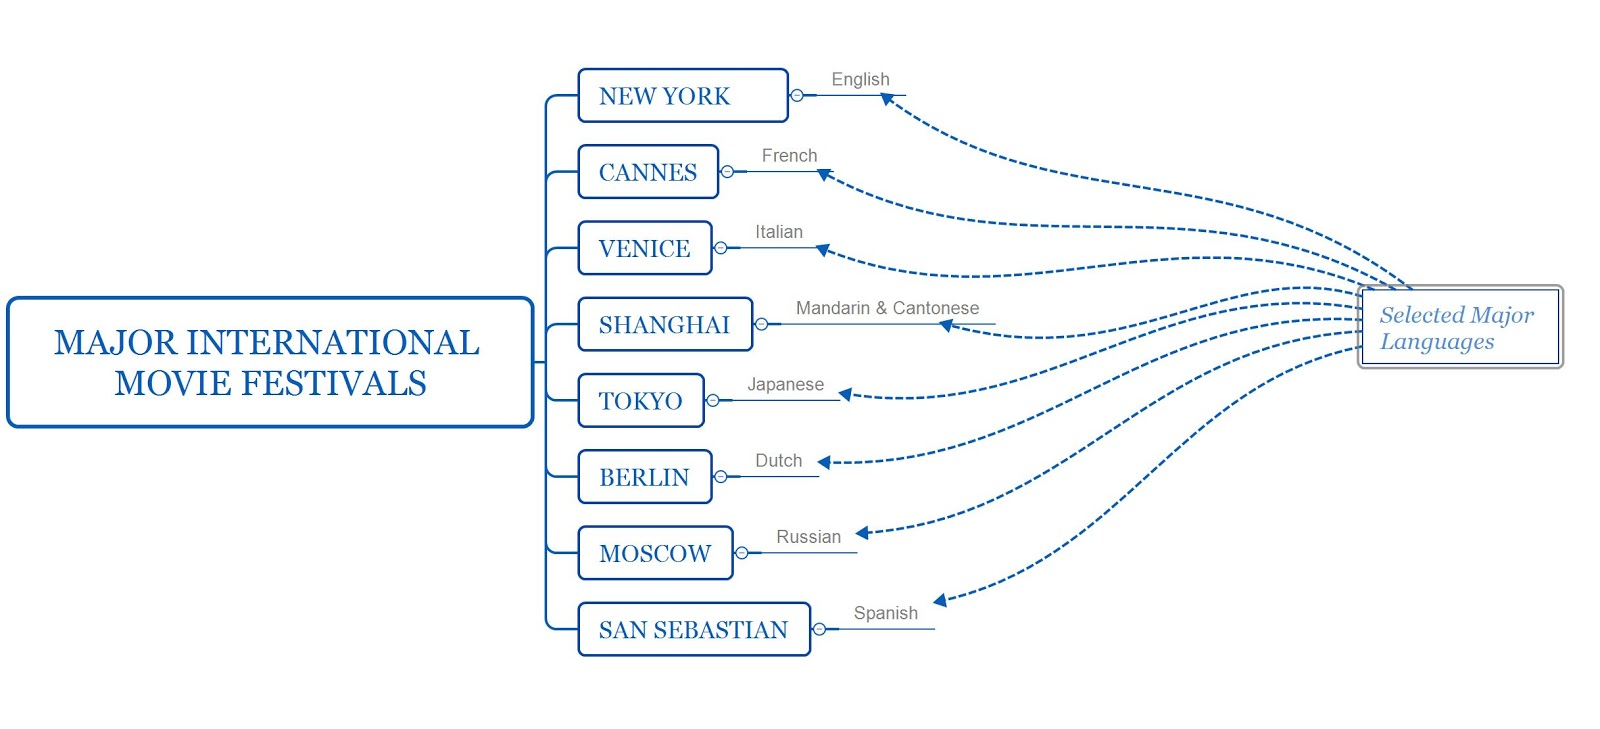 MAJOR INTERNATIONAL
MOVIE FESTIVALS
NEW YORK
English
CANNES
French
VENICE
Italian
SHANGHAI
Mandarin & Cantonese
TOKYO
Japanese
BERLIN
Dutch
MOSCOW
Russian
SAN SEBASTIAN
Spanish
Selected Major
Languages